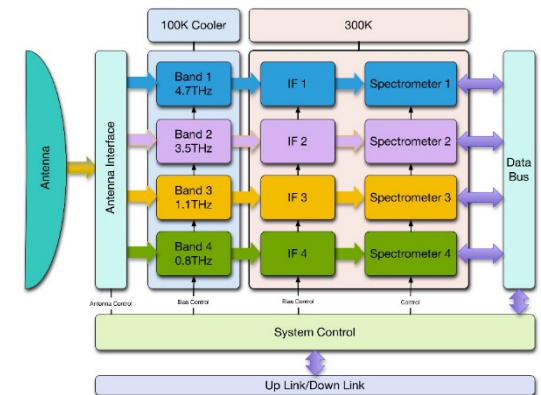 100K Cooler
300K
Antenna
Antenna Interface
Band 1
4.7THz
IF 1
Spectrometer 1
Band 2
3.5THz
IF 2
Spectrometer 2
Band 3
1.1THz
IF 3
Spectrometer 3
Band 4
0.8THz
IF 4
Spectrometer 4
Data
Bus
Antenna Control
Bias Control
Bias Control
Control
System Control
Up Link/Down Link